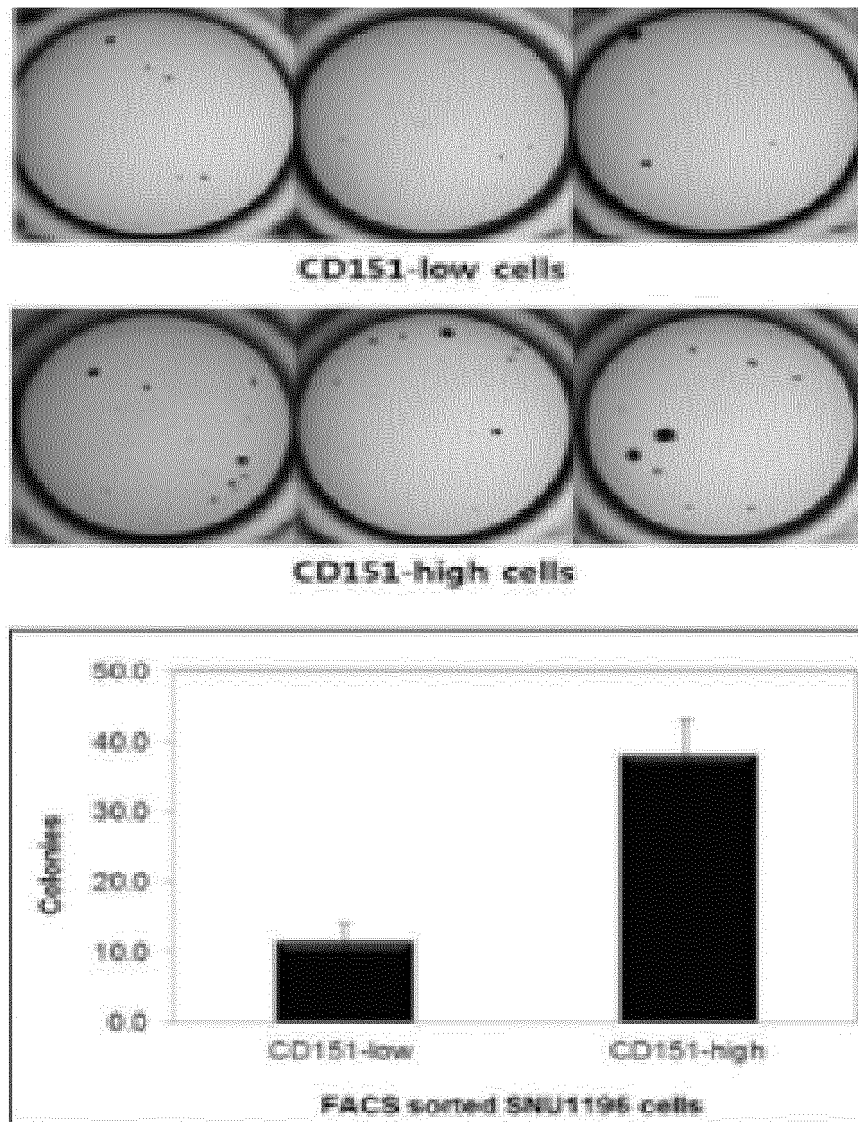 CD151-low cells
CD151-high cells
50.0
40.0
30.0
20.0
10.0
0.0
Colonies
CD151-low
CD151-high
FACS sorted SNU1196 cells